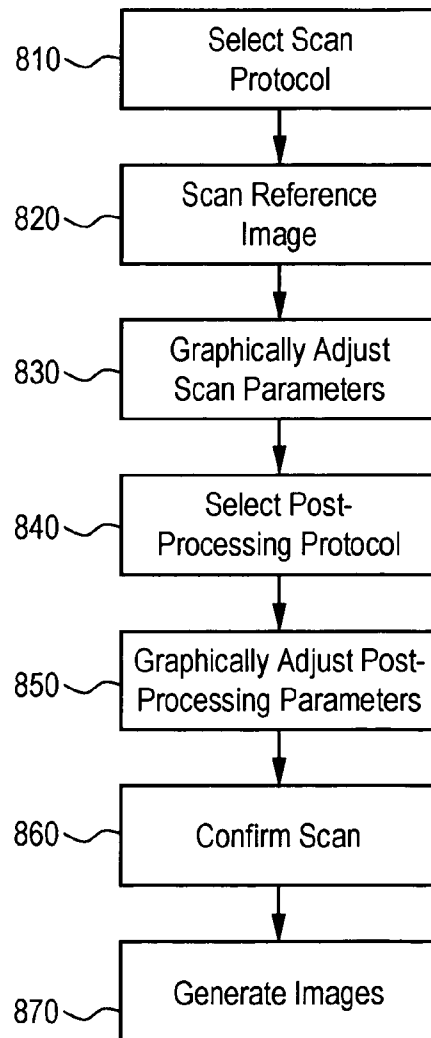 810
Select Scan
Protocol
820
Scan Reference
Image
830
Graphically Adjust
Scan Parameters
840
Select Post-
Processing Protocol
850
Graphically Adjust Post-
Processing Parameters
860
Confirm Scan
870
Generate Images